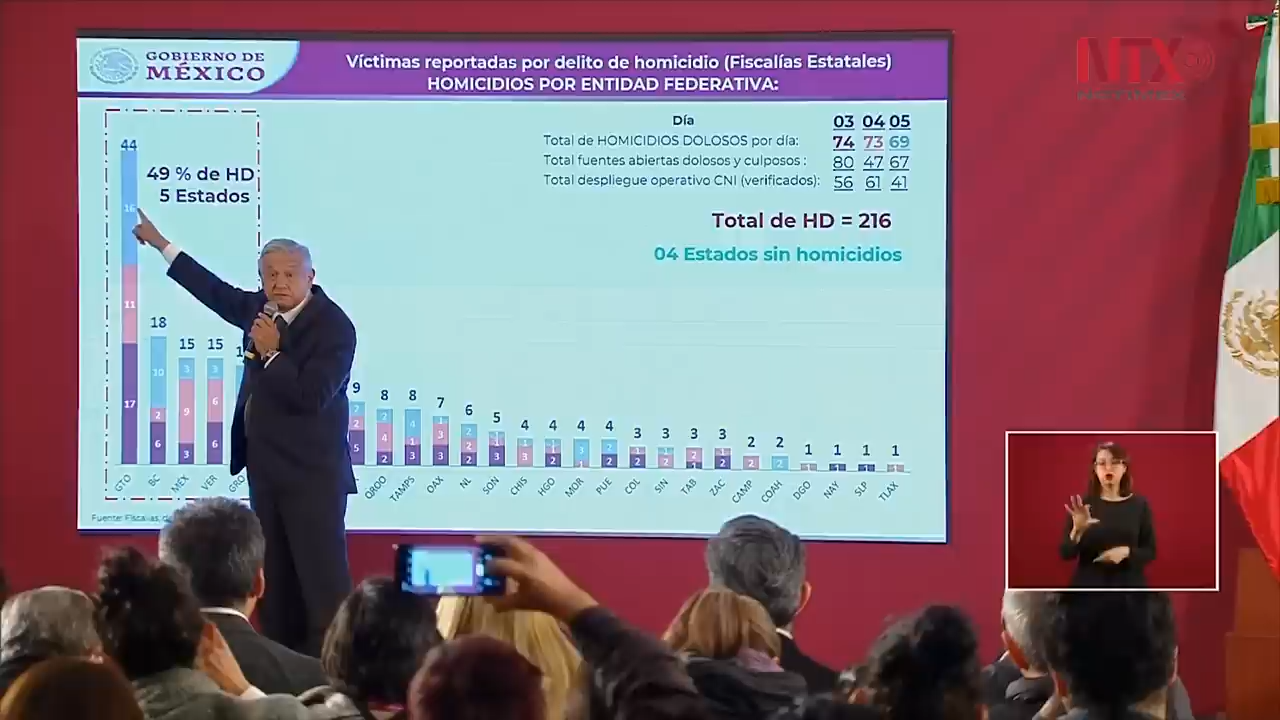 GOBIERNO DE
MÉXICO
Víctimas reportadas por delito de homicidio (Fiscalías Estatales)
HOMICIDIOS POR ENTIDAD FEDERATIVA:
MTX
Día 03 04 05
Total de HOMICIDIOS DOLOSOS por día: 74 73 69
Total fuentes abiertas dolosos y culposos : 80 47 67
Total despliegue operativo CNI (verificados): 56 61 41
Total de HD = 216
04 Estados sin homicidios
49 % de HD
5 Estados
44 18 15 15 9 8 8 7 6 5 4 4 4 4 3 3 3 3 2 2 1 1 1 1
16 10 3 3
11 2 9 6
17 6 3 6
GTO BC MEX VER GRO QROO TAMPS OAX NL SON CHIS HGO MOR PUE COL SIN TAB ZAC CAMP COAH DGO NAY SLP TLAX
Fuente: Fiscalías